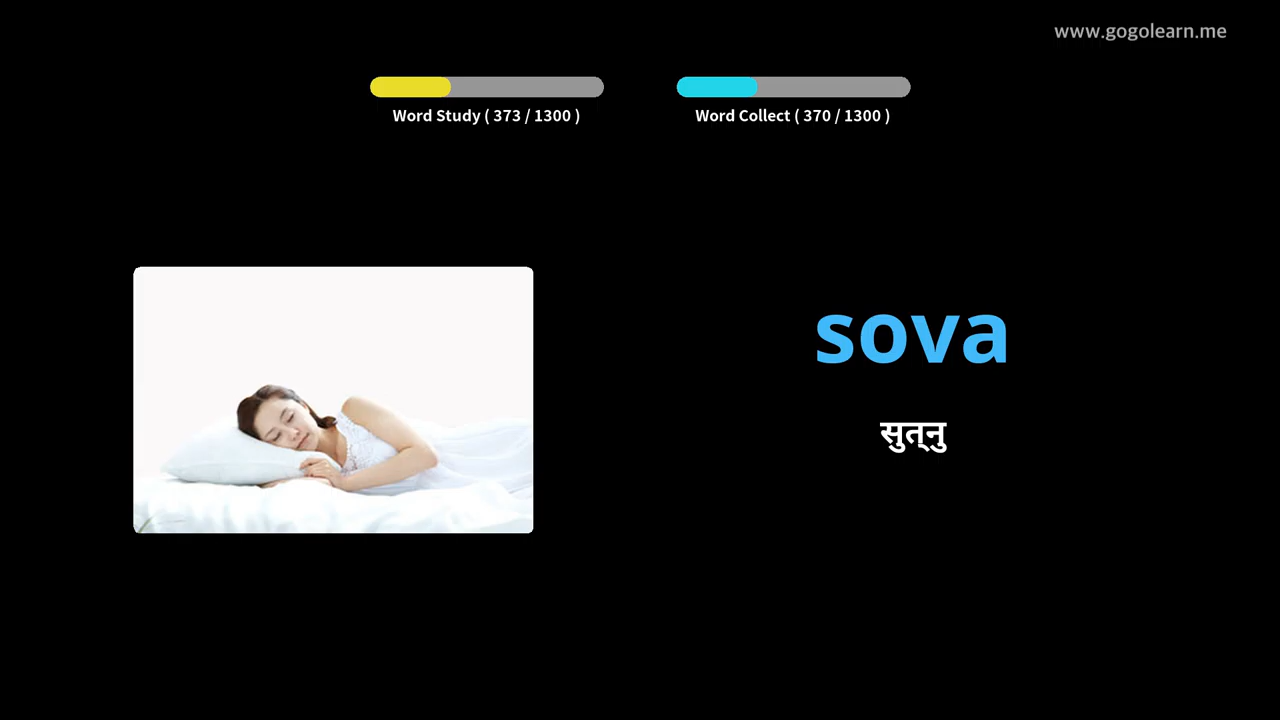 www.gogolearn.me
Word Study ( 373 / 1300 )
Word Collect ( 370 / 1300 )
sova
सुत्‌नु